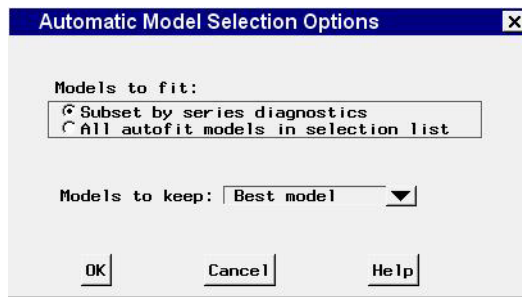 Automatic Model Selection Options
Models to fit:
Subset by series diagnostics
All autofit models in selection list
Models to keep: Best model
OK Cancel Help